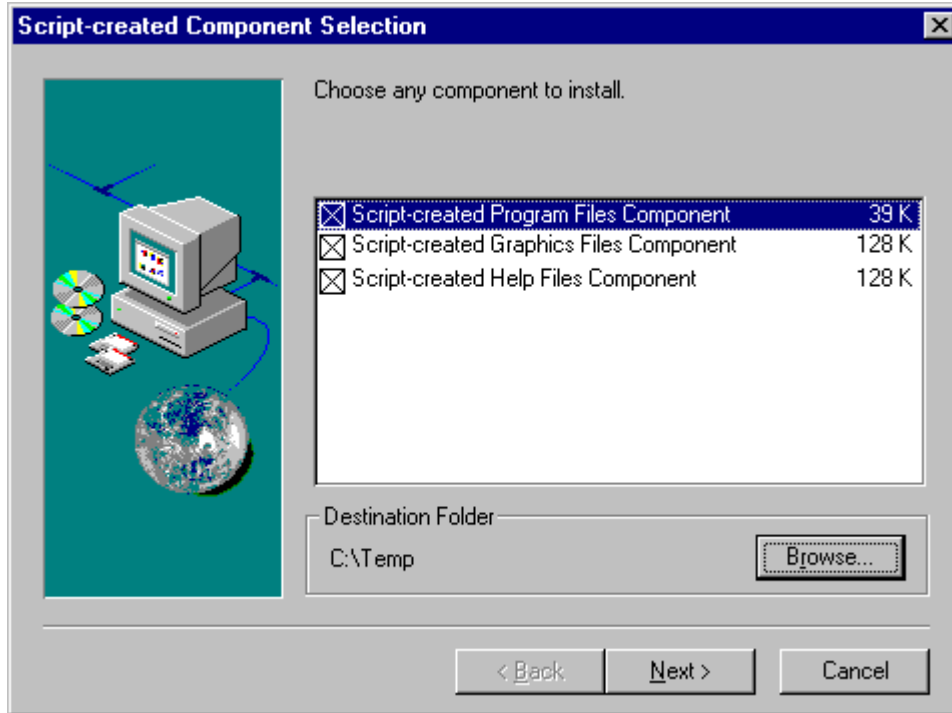 Script-created Component Selection
Choose any component to install.
Script-created Program Files Component 39 K
Script-created Graphics Files Component 128 K
Script-created Help Files Component 128 K
Destination Folder
C:\Temp
Browse...
< Back
Next >
Cancel